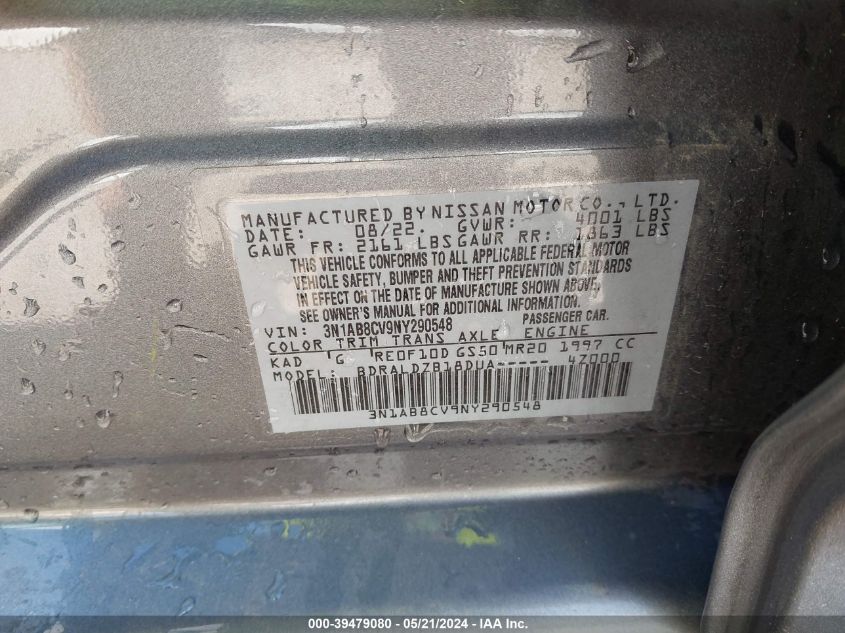 MANUFACTURED BY NISSAN MOTOR CO., LTD.
DATE: 08/22. GVWR: 4001 LBS
GAWR FR: 2161 LBS GAWR RR: 1863 LBS
THIS VEHICLE CONFORMS TO ALL APPLICABLE FEDERAL MOTOR
VEHICLE SAFETY, BUMPER AND THEFT PREVENTION STANDARDS
IN EFFECT ON THE DATE OF MANUFACTURE SHOWN ABOVE.
SEE OWNER'S MANUAL FOR ADDITIONAL INFORMATION.
VIN: 3N1AB8CV9NY290548 PASSENGER CAR.
COLOR TRIM TRANS AXLE ENGINE
KAD G RE0F10D GS50 MR20 1997 CC
MODEL: BDRALDZB18DUA----- 4Z000
3N1AB8CV9NY290548
000-39479080 - 05/21/2024 - IAA Inc.